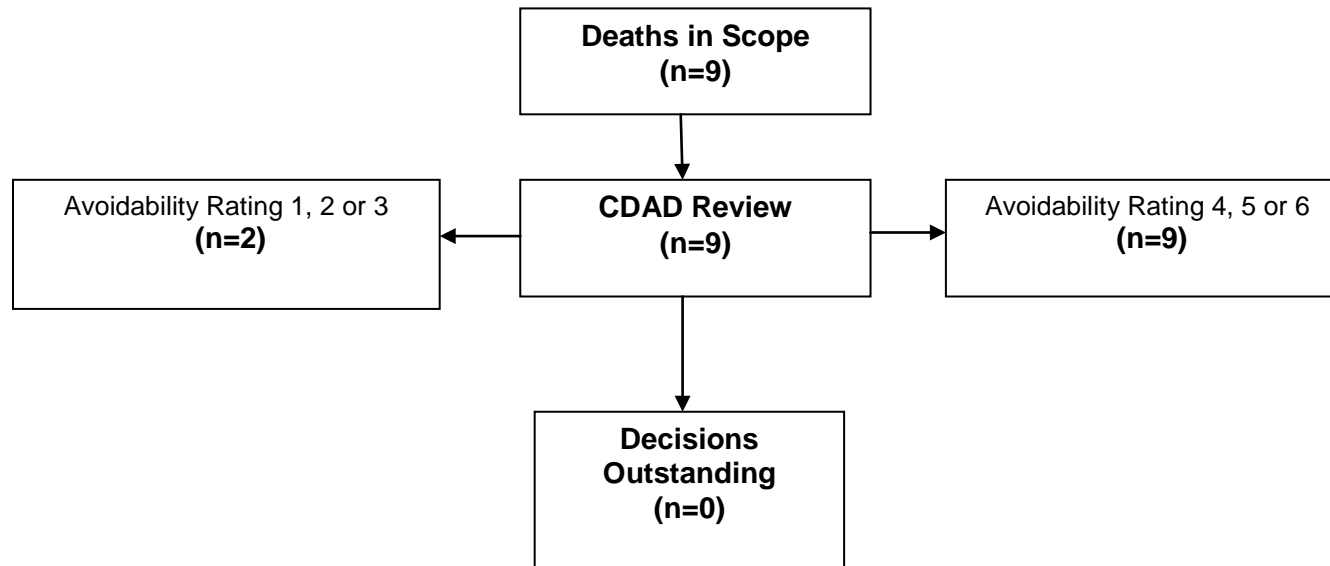 Deaths in Scope
(n=9)
Avoidability Rating 1, 2 or 3
(n=2)
CDAD Review
(n=9)
Avoidability Rating 4, 5 or 6
(n=9)
Decisions
Outstanding
(n=0)